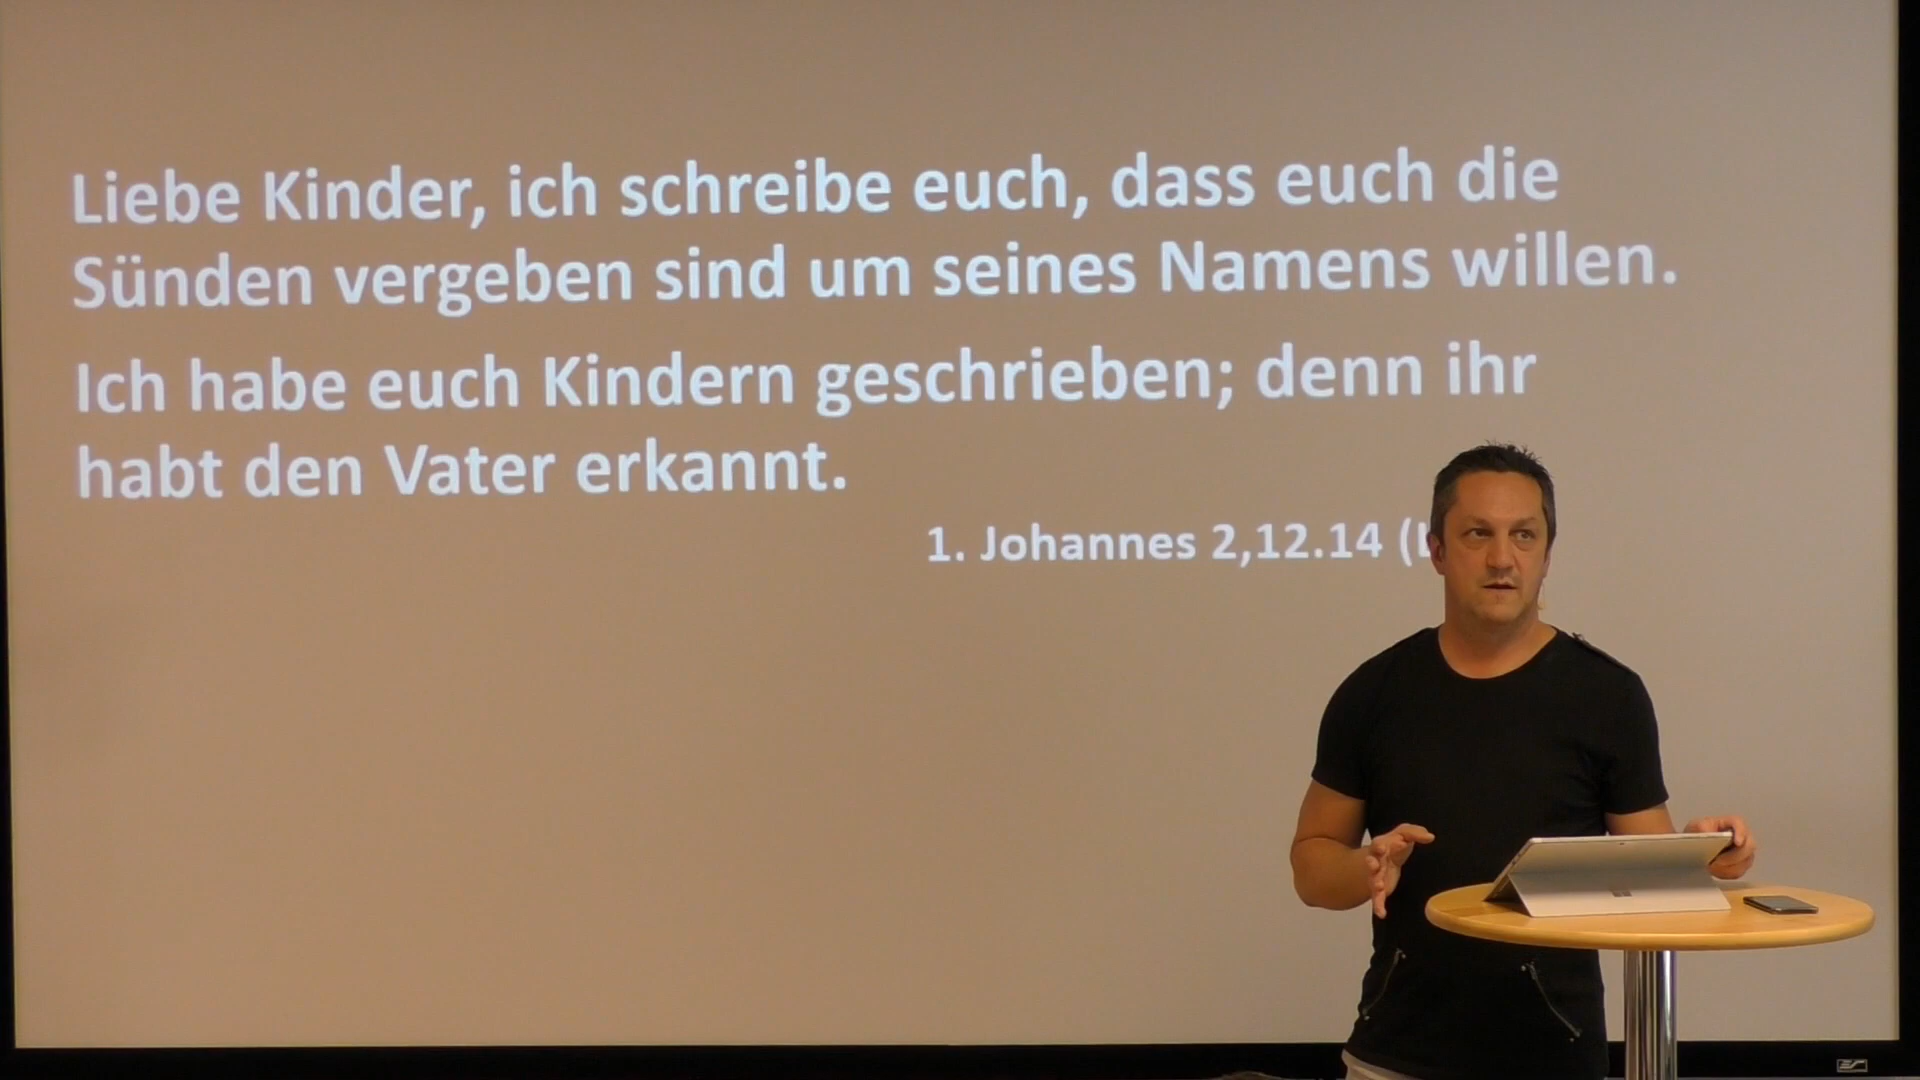 Liebe Kinder, ich schreibe euch, dass euch die
Sünden vergeben sind um seines Namens willen.
Ich habe euch Kindern geschrieben; denn ihr
habt den Vater erkannt.
1. Johannes 2,12.14